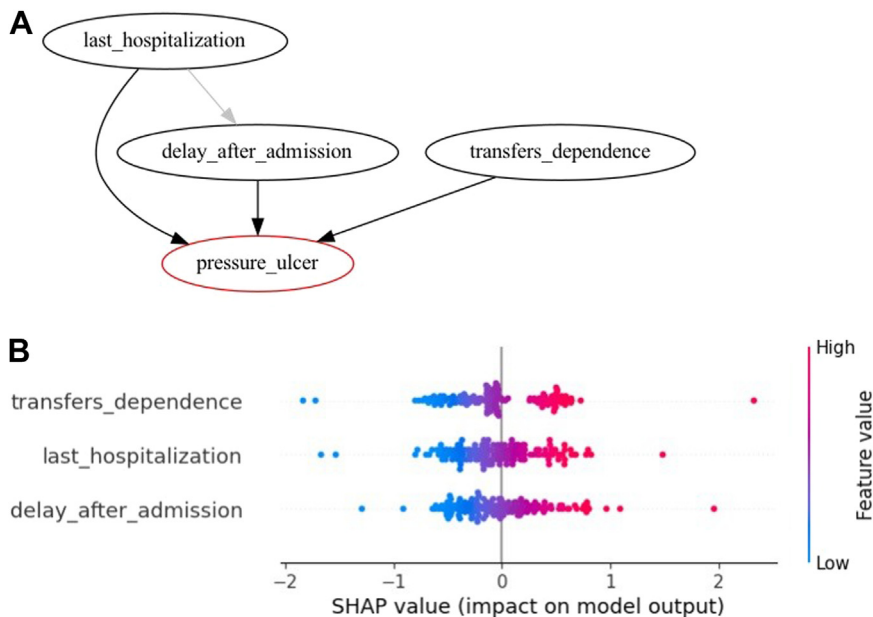 A
last_hospitalization
delay_after_admission
transfers_dependence
pressure_ulcer
B
High
transfers_dependence
last_hospitalization
delay_after_admission
Feature value
Low
−2
−1
0
1
2
SHAP value (impact on model output)